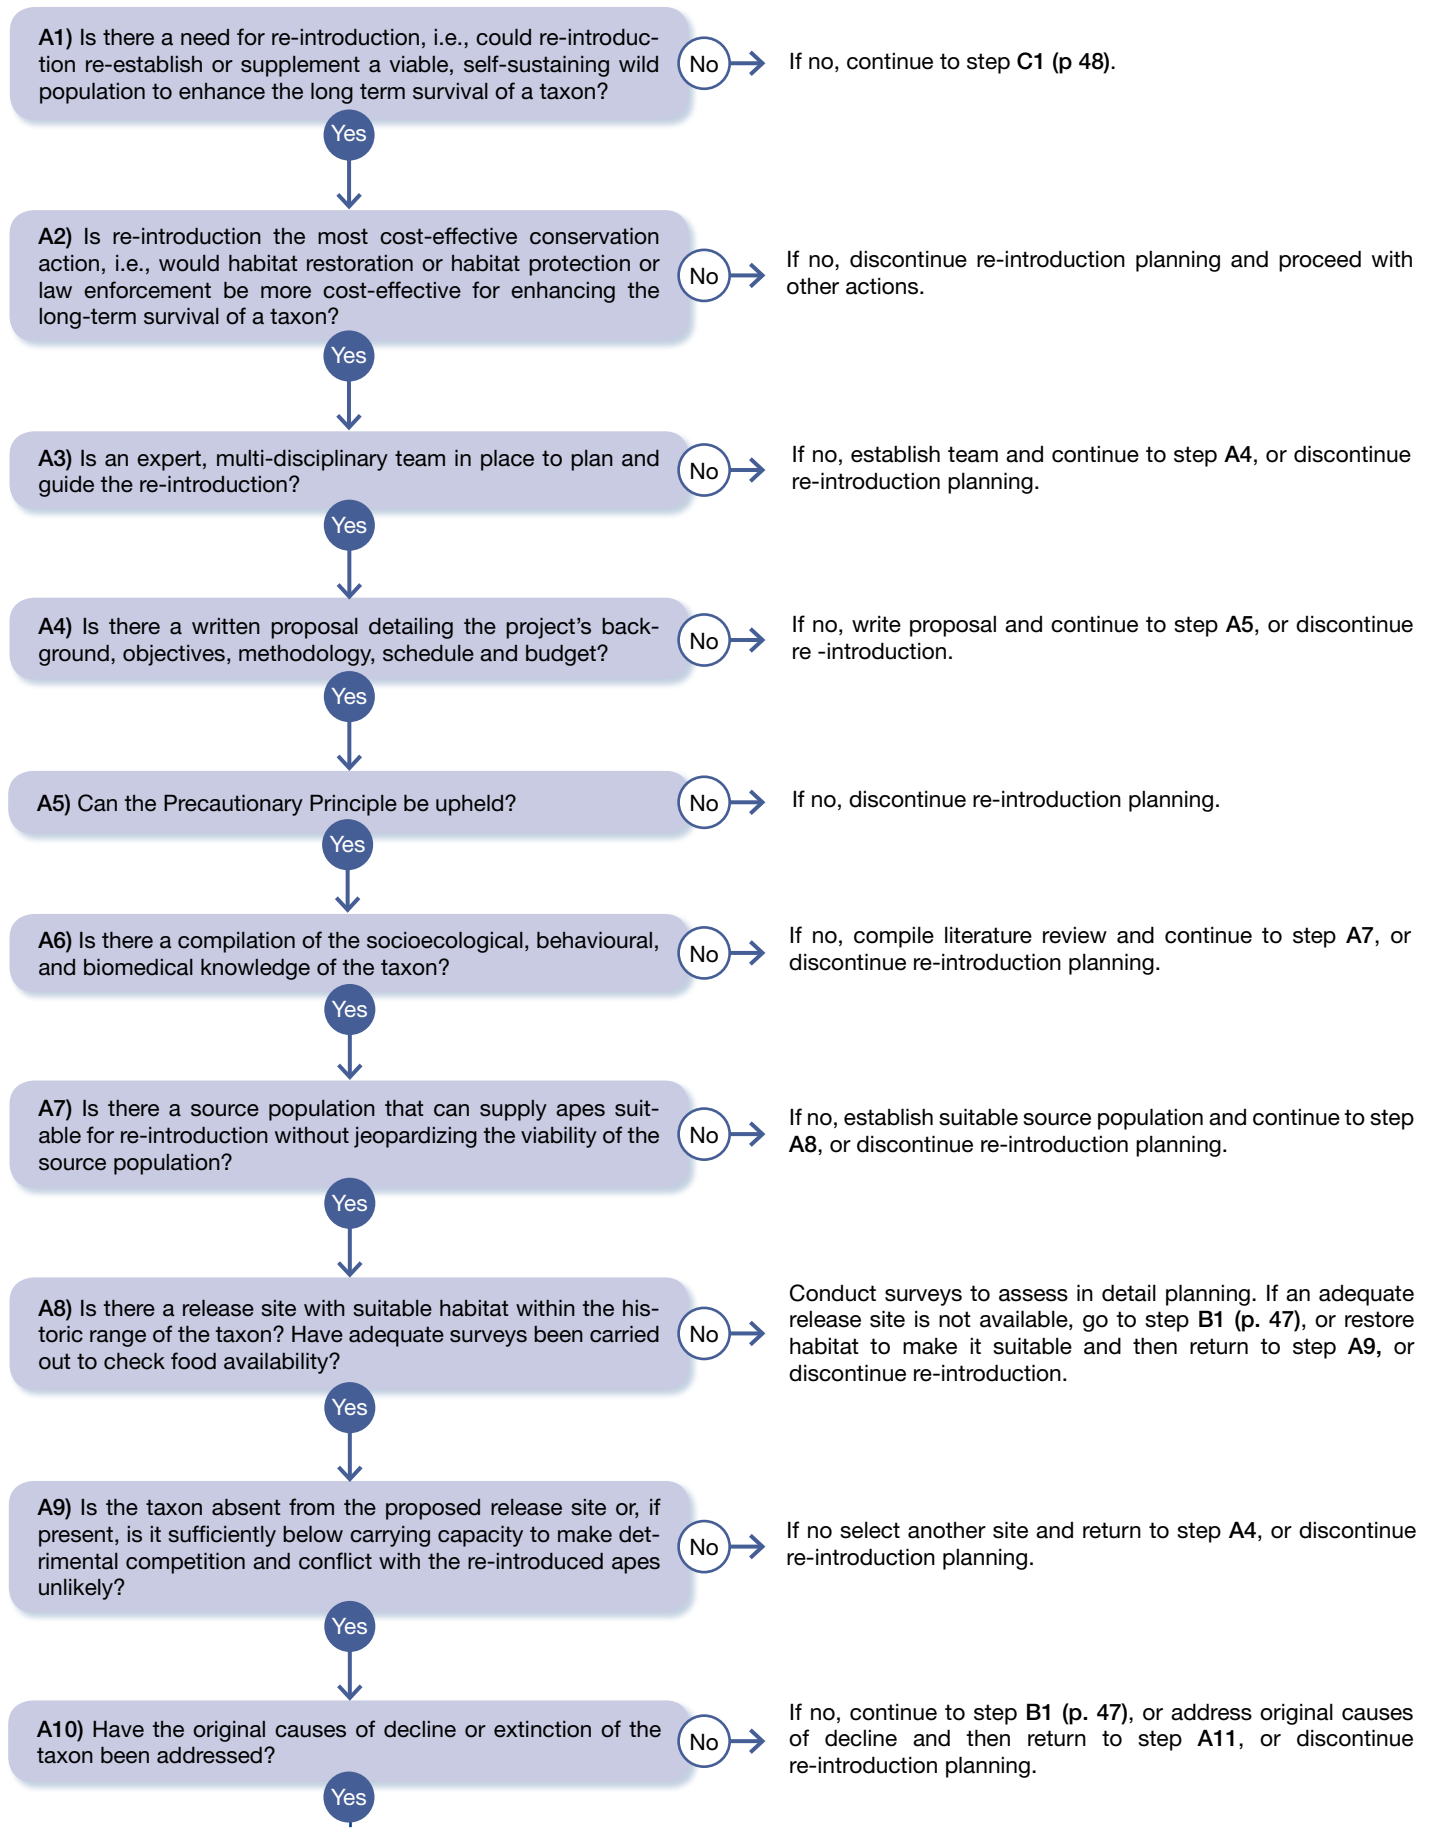 A1) Is there a need for re-introduction, i.e., could re-introduc-
tion re-establish or supplement a viable, self-sustaining wild
population to enhance the long term survival of a taxon?
No
If no, continue to step C1 (p 48).
Yes
A2) Is re-introduction the most cost-effective conservation
action, i.e., would habitat restoration or habitat protection or
law enforcement be more cost-effective for enhancing the
long-term survival of a taxon?
No
If no, discontinue re-introduction planning and proceed with
other actions.
Yes
A3) Is an expert, multi-disciplinary team in place to plan and
guide the re-introduction?
No
If no, establish team and continue to step A4, or discontinue
re-introduction planning.
Yes
A4) Is there a written proposal detailing the project's back-
ground, objectives, methodology, schedule and budget?
No
If no, write proposal and continue to step A5, or discontinue
re -introduction.
Yes
A5) Can the Precautionary Principle be upheld?
No
If no, discontinue re-introduction planning.
Yes
A6) Is there a compilation of the socioecological, behavioural,
and biomedical knowledge of the taxon?
No
If no, compile literature review and continue to step A7, or
discontinue re-introduction planning.
Yes
A7) Is there a source population that can supply apes suit-
able for re-introduction without jeopardizing the viability of the
source population?
No
If no, establish suitable source population and continue to step
A8, or discontinue re-introduction planning.
Yes
A8) Is there a release site with suitable habitat within the his-
toric range of the taxon? Have adequate surveys been carried
out to check food availability?
No
Conduct surveys to assess in detail planning. If an adequate
release site is not available, go to step B1 (p. 47), or restore
habitat to make it suitable and then return to step A9, or
discontinue re-introduction.
Yes
A9) Is the taxon absent from the proposed release site or, if
present, is it sufficiently below carrying capacity to make det-
rimental competition and conflict with the re-introduced apes
unlikely?
No
If no select another site and return to step A4, or discontinue
re-introduction planning.
Yes
A10) Have the original causes of decline or extinction of the
taxon been addressed?
No
If no, continue to step B1 (p. 47), or address original causes
of decline and then return to step A11, or discontinue
re-introduction planning.
Yes